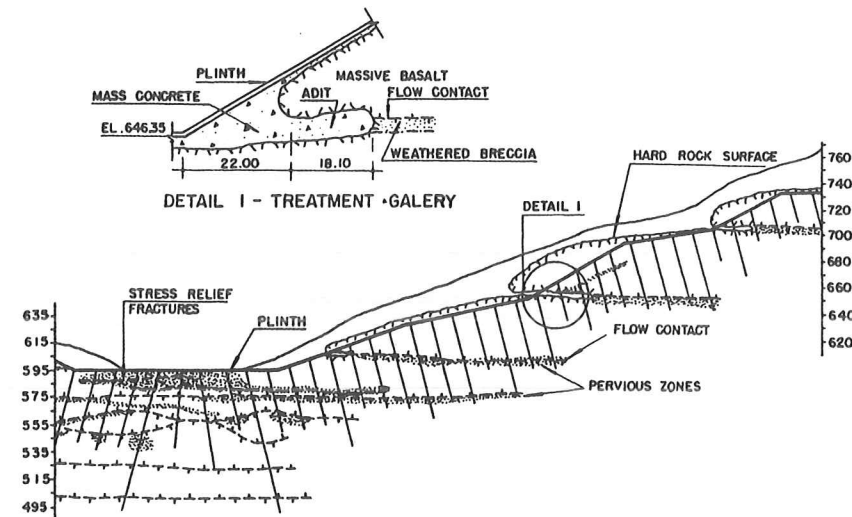 PLINTH
MASSIVE BASALT
MASS CONCRETE
ADIT
FLOW CONTACT
EL.646.35
WEATHERED BRECCIA
22.00
18.10
DETAIL 1 - TREATMENT GALERY
HARD ROCK SURFACE
DETAIL 1
760
740
720
700
680
660
640
620
STRESS RELIEF
FRACTURES
PLINTH
FLOW CONTACT
PERVIOUS ZONES
635
615
595
575
555
535
515
495